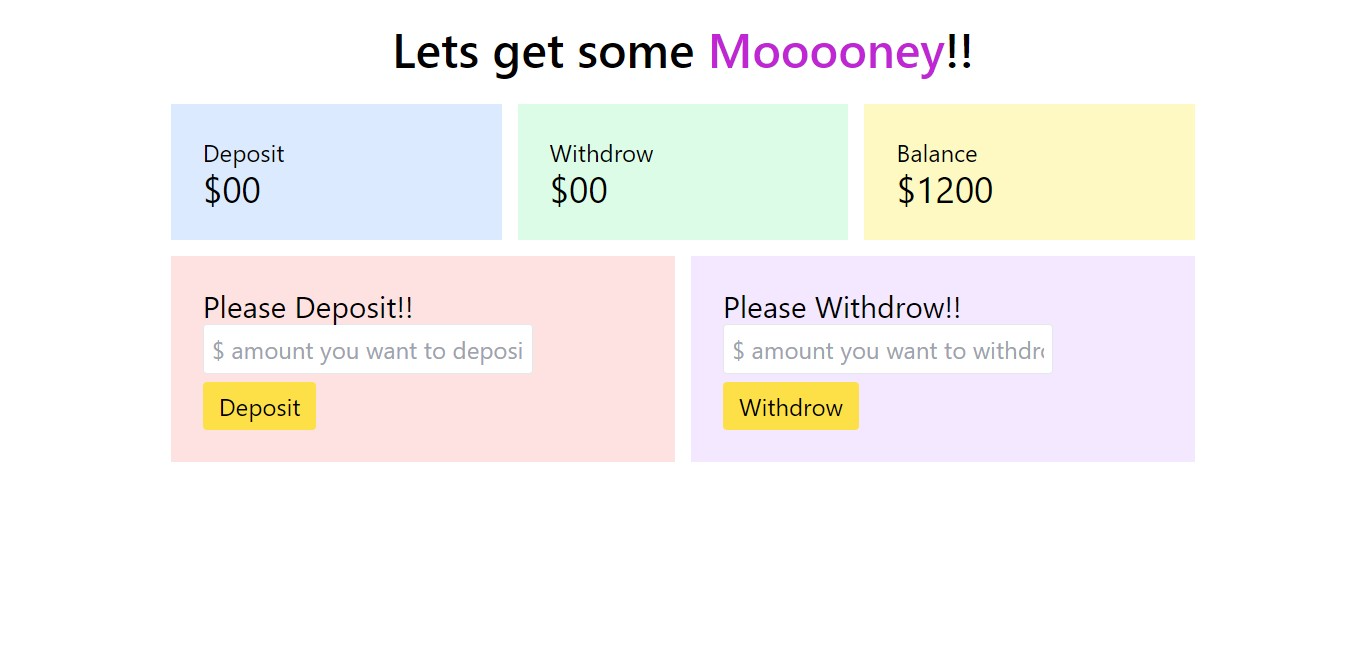 Lets get some Mooooney!!
Deposit
$00
Withdrow
$00
Balance
$1200
Please Deposit!!
$ amount you want to deposi
Deposit
Please Withdrow!!
$ amount you want to withdro
Withdrow